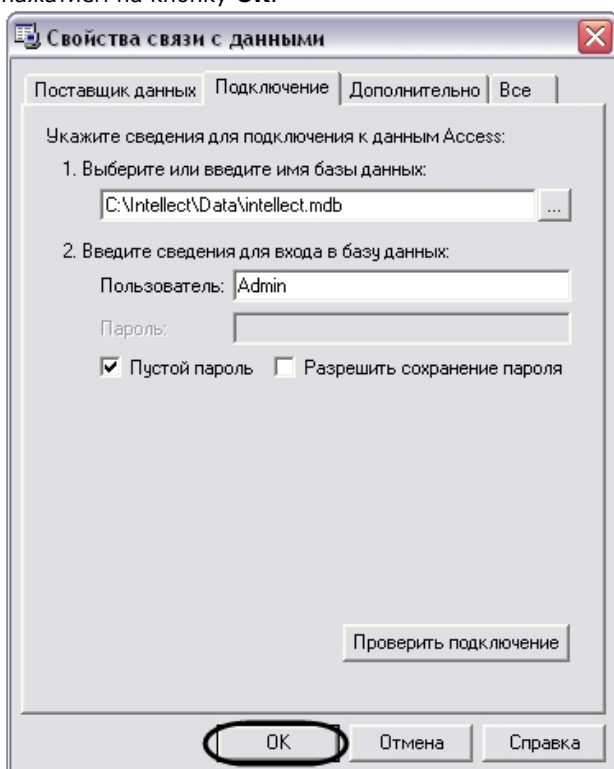 нажатием на кнопку ОК.
Свойства связи с данными
Поставщик данных Подключение Дополнительно Все
Укажите сведения для подключения к данным Access:
1. Выберите или введите имя базы данных:
C:\Intellect\Data\intellect.mdb ...
2. Введите сведения для входа в базу данных:
Пользователь: Admin
Пароль:
Пустой пароль Разрешить сохранение пароля
Проверить подключение
ОК Отмена Справка